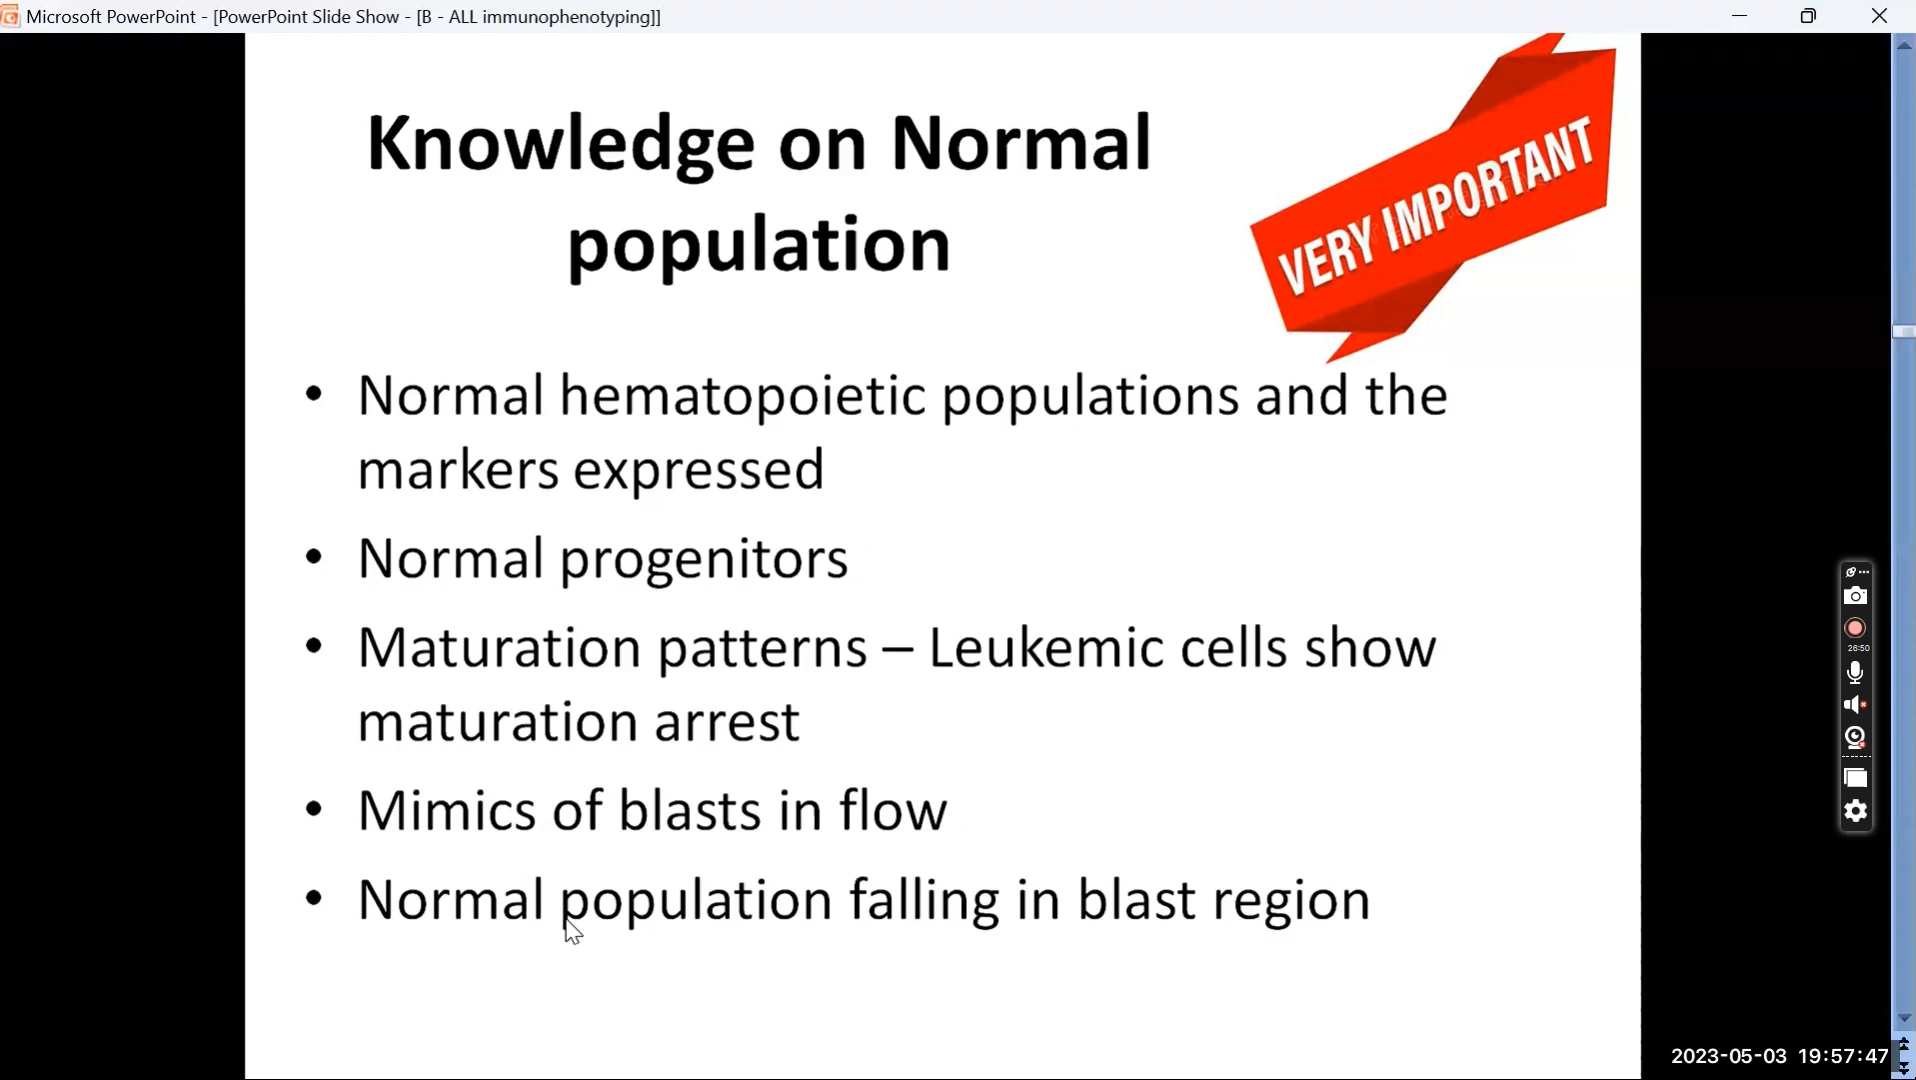 Microsoft PowerPoint - [PowerPoint Slide Show - [B - ALL immunophenotyping]]
Knowledge on Normal
population
VERY IMPORTANT
• Normal hematopoietic populations and the
markers expressed
• Normal progenitors
• Maturation patterns – Leukemic cells show
maturation arrest
• Mimics of blasts in flow
• Normal population falling in blast region
26:50
2023-05-03 19:57:47